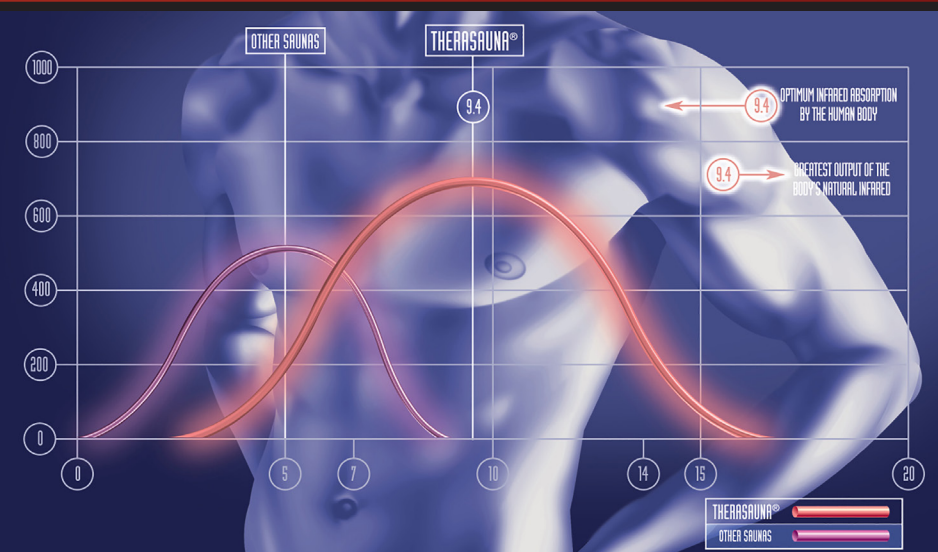 OTHER SAUNAS
THERASAUNA®
1000
9.4
9.4
OPTIMUM INFRARED ABSORPTION
BY THE HUMAN BODY
800
9.4
GREATEST OUTPUT OF THE
BODY'S NATURAL INFRARED
600
400
200
0
0
5
7
10
14
15
20
THERASAUNA®
OTHER SAUNAS